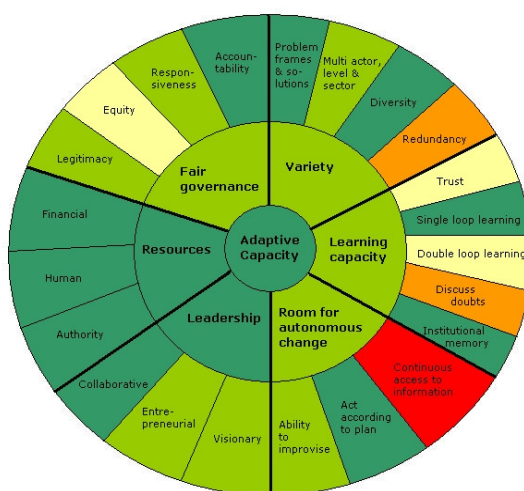 Adaptive
Capacity
Variety
Problem
frames
& so-
lutions
Multi actor,
level &
sector
Diversity
Redundancy
Learning
capacity
Trust
Single loop learning
Double loop learning
Discuss
doubts
Institutional
memory
Room for
autonomous
change
Continuous
access to
information
Act
according
to plan
Ability
to
improvise
Leadership
Visionary
Entre-
preneurial
Collaborative
Resources
Authority
Human
Financial
Fair
governance
Legitimacy
Equity
Respon-
siveness
Accoun-
tability